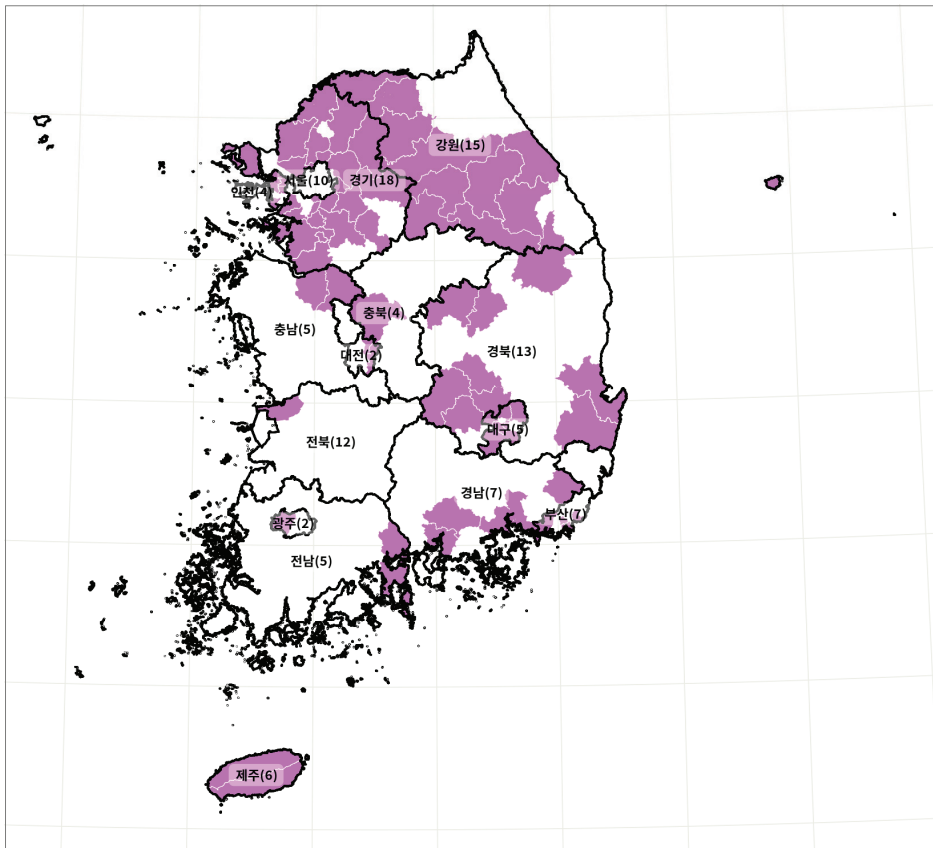 강원(15)
서울(10)
경기(18)
인천(4)
충북(4)
충남(5)
경북(13)
대전(2)
대구(5)
전북(12)
경남(7)
부산(7)
광주(2)
전남(5)
제주(6)